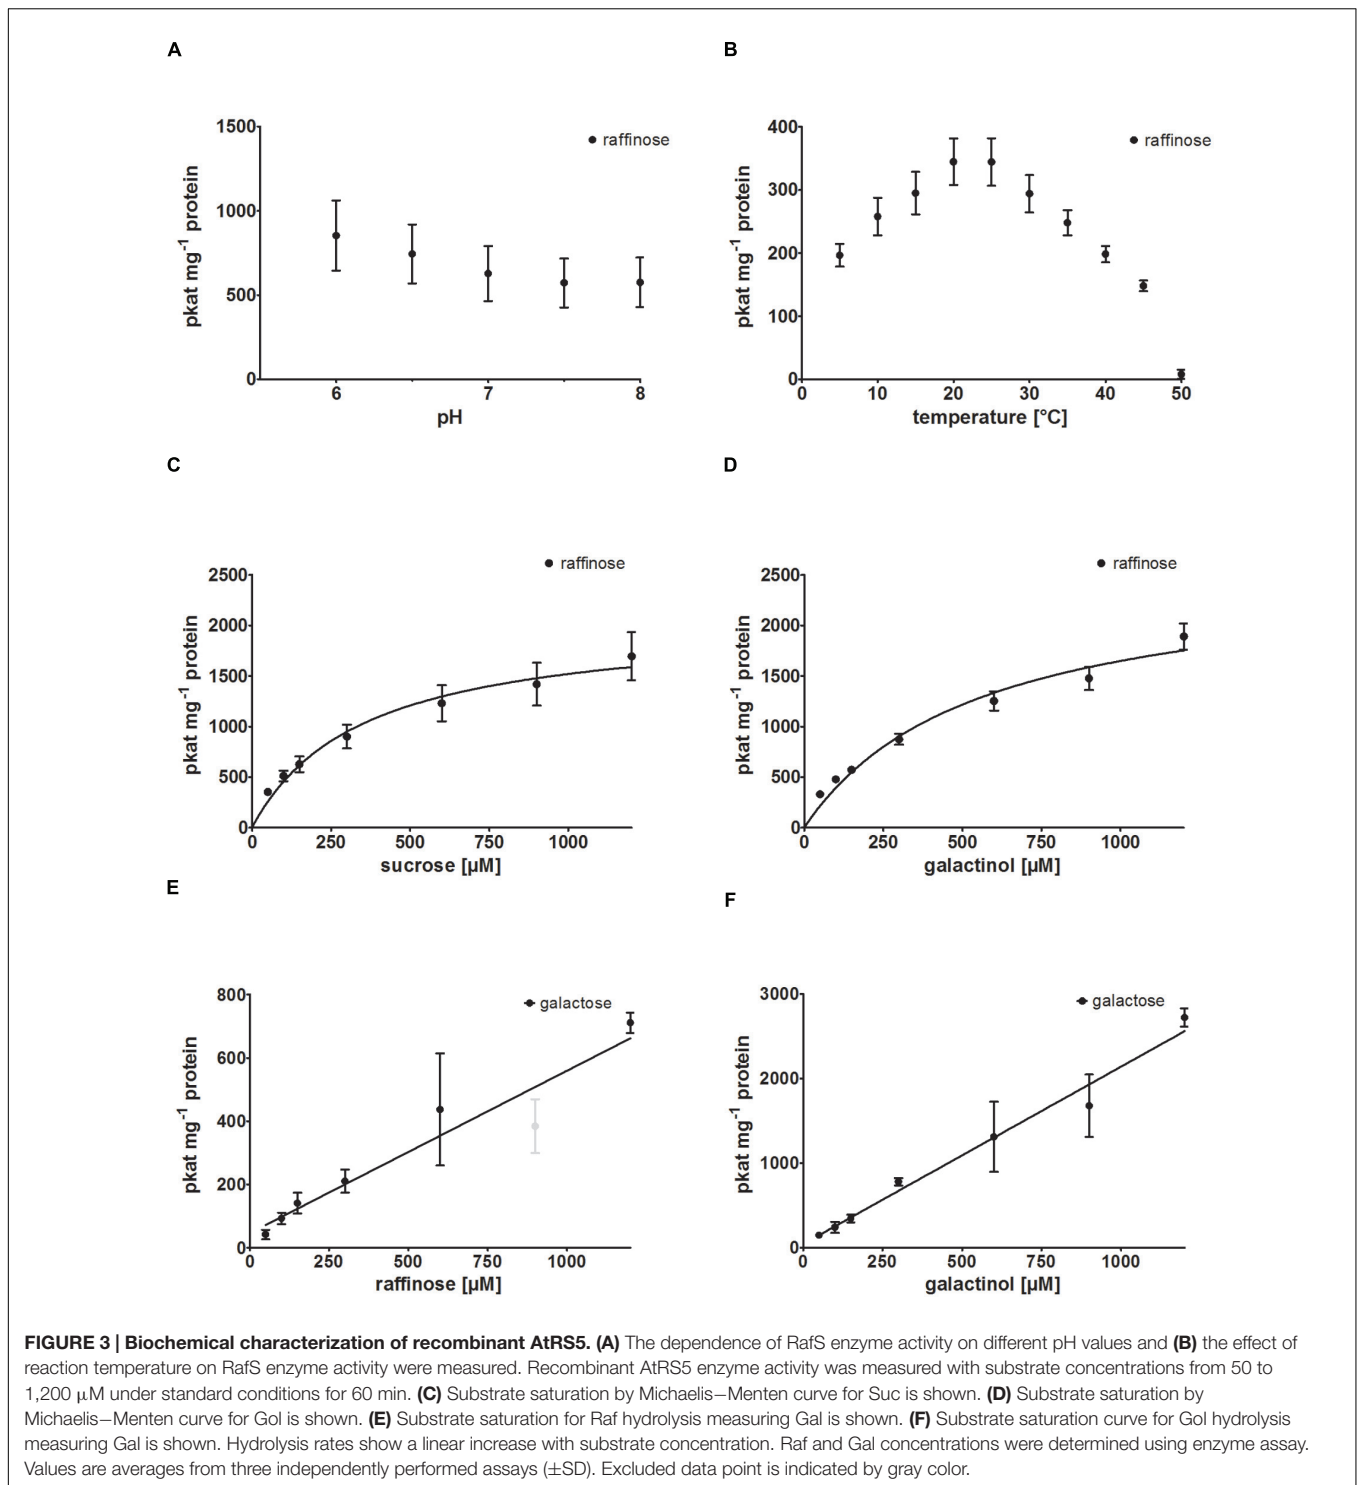 A
B
1500
1000
500
0
pkat mg-1 protein
raffinose
6
7
8
pH
400
300
200
100
0
pkat mg-1 protein
raffinose
0
10
20
30
40
50
temperature [°C]
C
D
2500
2000
1500
1000
500
0
pkat mg-1 protein
raffinose
0
250
500
750
1000
sucrose [µM]
2500
2000
1500
1000
500
0
pkat mg-1 protein
raffinose
0
250
500
750
1000
galactinol [µM]
E
F
800
600
400
200
0
pkat mg-1 protein
galactose
0
250
500
750
1000
raffinose [µM]
3000
2000
1000
0
pkat mg-1 protein
galactose
0
250
500
750
1000
galactinol [µM]
FIGURE 3 | Biochemical characterization of recombinant AtRS5. (A) The dependence of RafS enzyme activity on different pH values and (B) the effect of
reaction temperature on RafS enzyme activity were measured. Recombinant AtRS5 enzyme activity was measured with substrate concentrations from 50 to
1,200 µM under standard conditions for 60 min. (C) Substrate saturation by Michaelis–Menten curve for Suc is shown. (D) Substrate saturation by
Michaelis–Menten curve for Gol is shown. (E) Substrate saturation for Raf hydrolysis measuring Gal is shown. (F) Substrate saturation curve for Gol hydrolysis
measuring Gal is shown. Hydrolysis rates show a linear increase with substrate concentration. Raf and Gal concentrations were determined using enzyme assay.
Values are averages from three independently performed assays (±SD). Excluded data point is indicated by gray color.